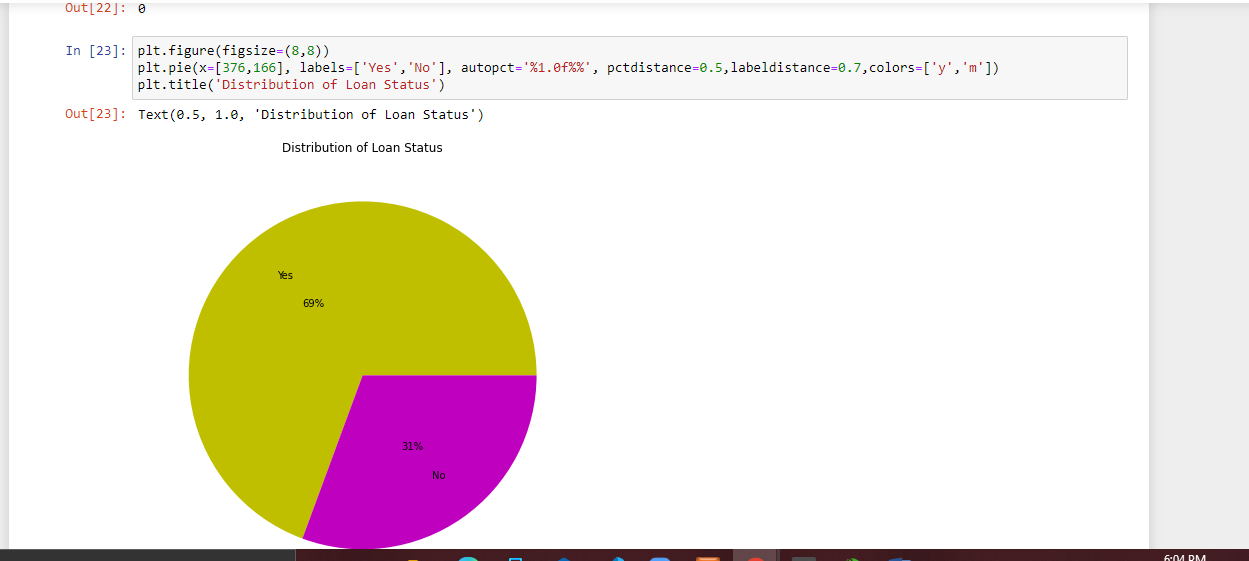 Out[22]: 0
In [23]: plt.figure(figsize=(8,8))
plt.pie(x=[376,166], labels=['Yes','No'], autopct='%1.0f%%', pctdistance=0.5,labeldistance=0.7,colors=['y','m'])
plt.title('Distribution of Loan Status')
Out[23]: Text(0.5, 1.0, 'Distribution of Loan Status')
Distribution of Loan Status
Yes
69%
31%
No
6:04 PM